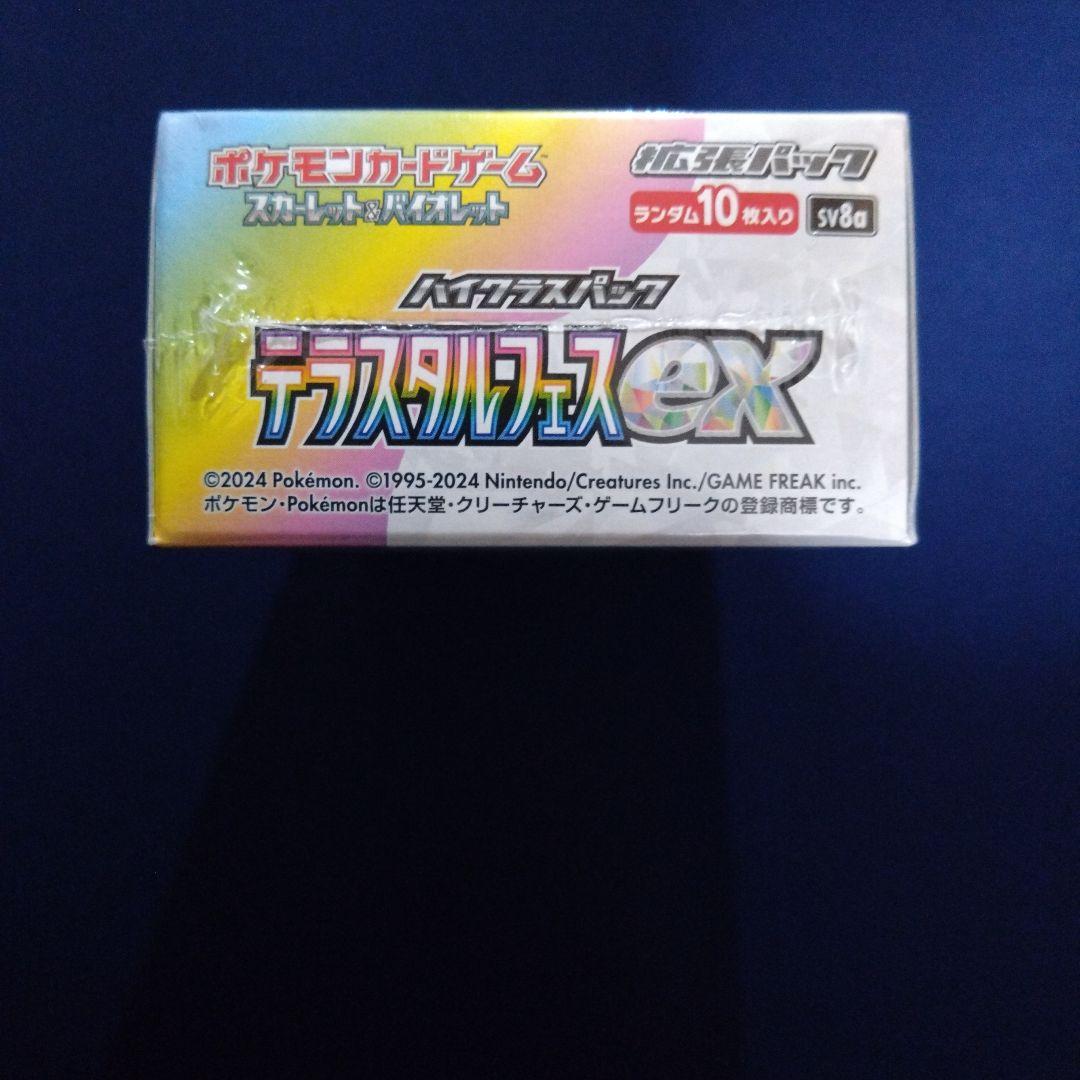 ポケモンカードゲーム
スカーレット&バイオレット
拡張パック
ランダム10枚入り
SV8a
ハイクラスパック
テラスタルフェスex
©2024 Pokémon. ©1995-2024 Nintendo/Creatures Inc./GAME FREAK inc.
ポケモン・Pokémonは任天堂・クリーチャーズ・ゲームフリークの登録商標です。